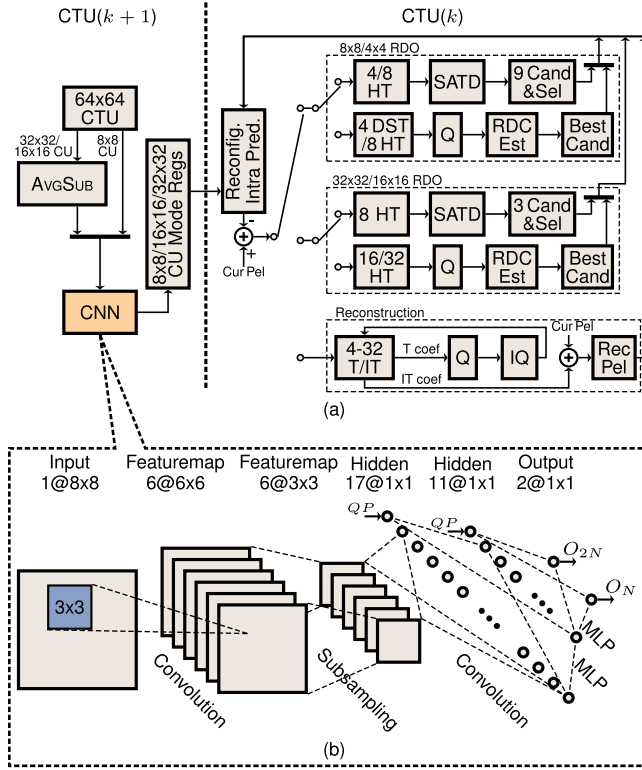 CTU(k + 1)
CTU(k)
64x64
CTU
32x32/
16x16 CU
8x8
CU
AVGSUB
CNN
8x8/16x16/32x32
CU Mode Regs
Reconfig.
Intra Pred.
-
+
Cur Pel
8x8/4x4 RDO
4/8
HT
SATD
9 Cand
&Sel
4 DST
/8 HT
Q
RDC
Est
Best
Cand
32x32/16x16 RDO
8 HT
SATD
3 Cand
&Sel
16/32
HT
Q
RDC
Est
Best
Cand
Reconstruction
4-32
T/IT
T coef
IT coef
Q
IQ
Cur Pel
Rec
Pel
(a)
Input
1@8x8
Featuremap
6@6x6
Featuremap
6@3x3
Hidden
17@1x1
Hidden
11@1x1
Output
2@1x1
QP
QP
O2N
ON
3x3
Convolution
Subsampling
Convolution
MLP
MLP
(b)